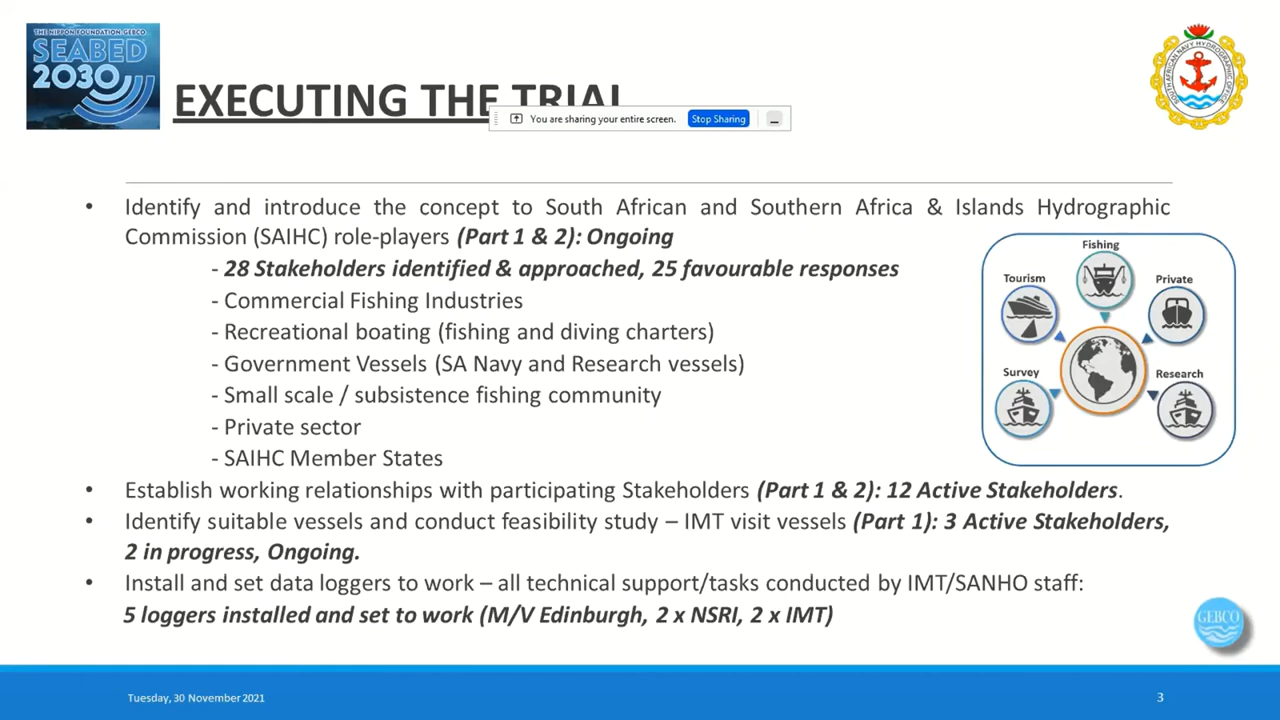 THE NIPPON FOUNDATION-GEBCO
SEABED
2030
EXECUTING THE TRIAL
You are sharing your entire screen.
Stop Sharing
SOUTH AFRICAN NAVY HYDROGRAPHIC OFFICE
• Identify and introduce the concept to South African and Southern Africa & Islands Hydrographic
Commission (SAIHC) role-players (Part 1 & 2): Ongoing
- 28 Stakeholders identified & approached, 25 favourable responses
- Commercial Fishing Industries
- Recreational boating (fishing and diving charters)
- Government Vessels (SA Navy and Research vessels)
- Small scale / subsistence fishing community
- Private sector
- SAIHC Member States
• Establish working relationships with participating Stakeholders (Part 1 & 2): 12 Active Stakeholders.
• Identify suitable vessels and conduct feasibility study – IMT visit vessels (Part 1): 3 Active Stakeholders,
2 in progress, Ongoing.
• Install and set data loggers to work – all technical support/tasks conducted by IMT/SANHO staff:
5 loggers installed and set to work (M/V Edinburgh, 2 x NSRI, 2 x IMT)
Fishing
Tourism
Private
Survey
Research
GEBCO
Tuesday, 30 November 2021
3